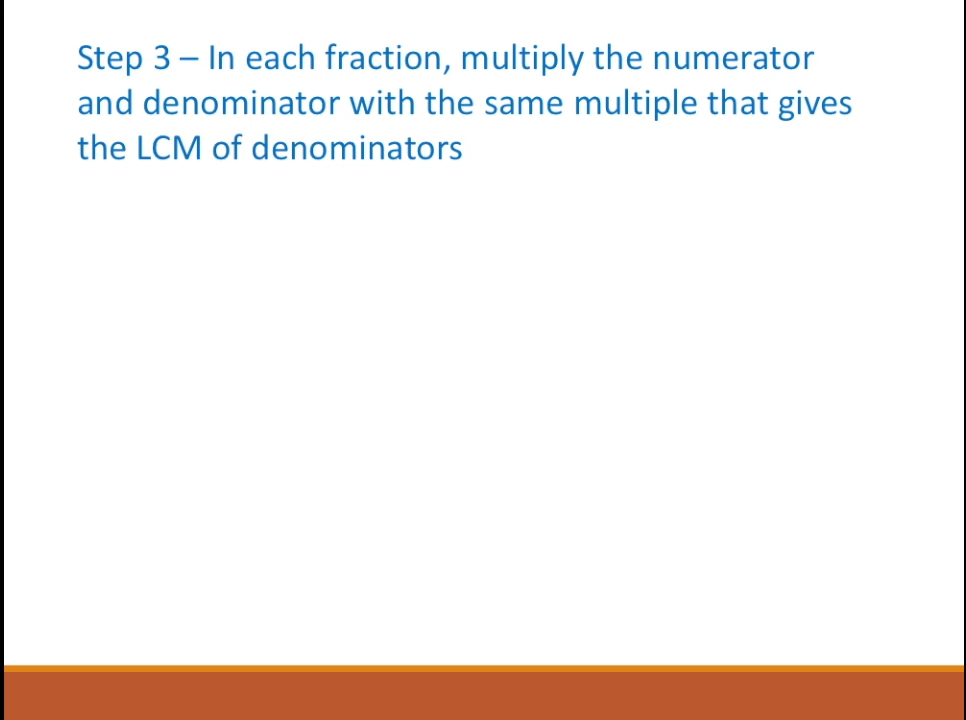 Step 3 – In each fraction, multiply the numerator
and denominator with the same multiple that gives
the LCM of denominators